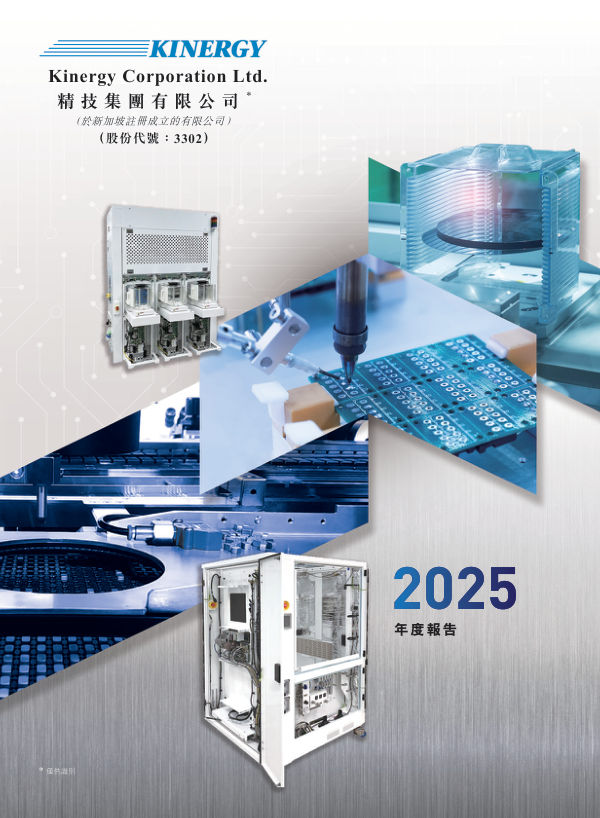 KINERGY
Kinergy Corporation Ltd.
精技集團有限公司*
（於新加坡註冊成立的有限公司）
（股份代號：3302）
2025
年度報告
* 僅供識別